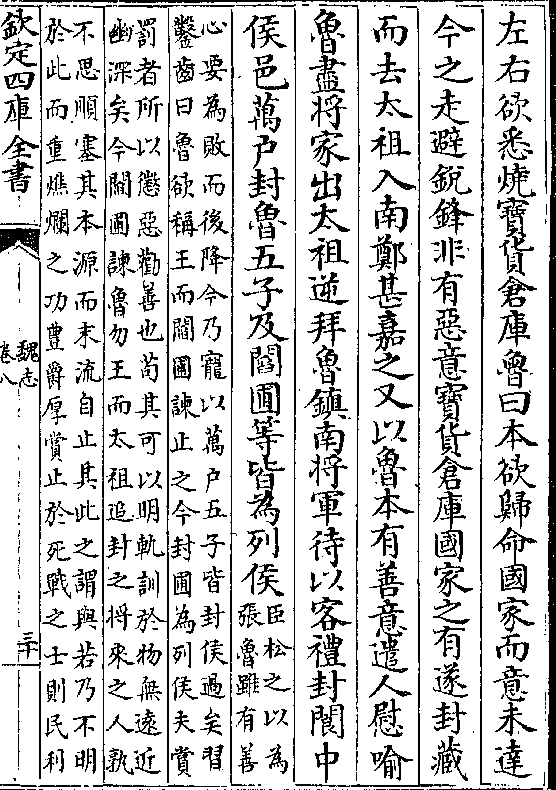 左右欲悉燒寳貨倉庫魯曰本欲歸命國家而意未達
今之走避銳鋒非有惡意寳貨倉庫國家之有遂封藏
而去太祖入南鄭甚嘉之又以魯本有善意遣人慰喻
魯盡將家出太祖逆拜魯鎮南將軍待以客禮封閬中
侯邑萬户封魯五子及閻圃等皆為列侯
臣松之以為
張魯雖有善
心要為敗而後降今乃寵以萬户五子皆封侯過矣習
鑿齒曰魯欲稱王而閻圃諫止之今封圃為列侯夫賞
罰者所以懲惡勸善也苟其可以明軌訓於物無遠近
幽深矣今閻圃諫魯勿王而太祖追封之將來之人孰
不思順塞其本源而末流自止其此之謂與若乃不明
於此而重燋爛之功豊爵厚賞止於死戰之士則民利
欽定四庫全書
魏志
卷八
三十